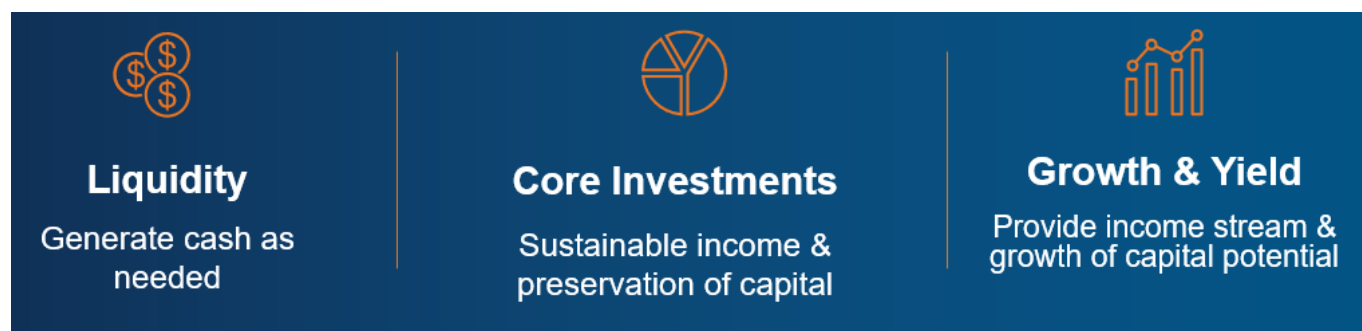 $
$
$
Liquidity
Generate cash as
needed
Core Investments
Sustainable income &
preservation of capital
Growth & Yield
Provide income stream &
growth of capital potential